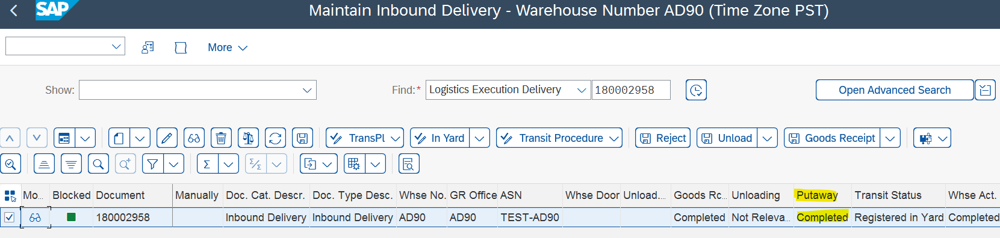 SAP Maintain Inbound Delivery - Warehouse Number AD90 (Time Zone PST)
More
Show: Find:* Logistics Execution Delivery 180002958 Open Advanced Search
TransPl In Yard Transit Procedure Reject Unload Goods Receipt
Mo... Blocked Document Manually Doc. Cat. Descr. Doc. Type Desc. Whse No. GR Office ASN Whse Door Unload.... Goods Rc... Unloading Putaway Transit Status Whse Act.
180002958 Inbound Delivery Inbound Delivery AD90 AD90 TEST-AD90 Completed Not Releva... Completed Registered in Yard Completed